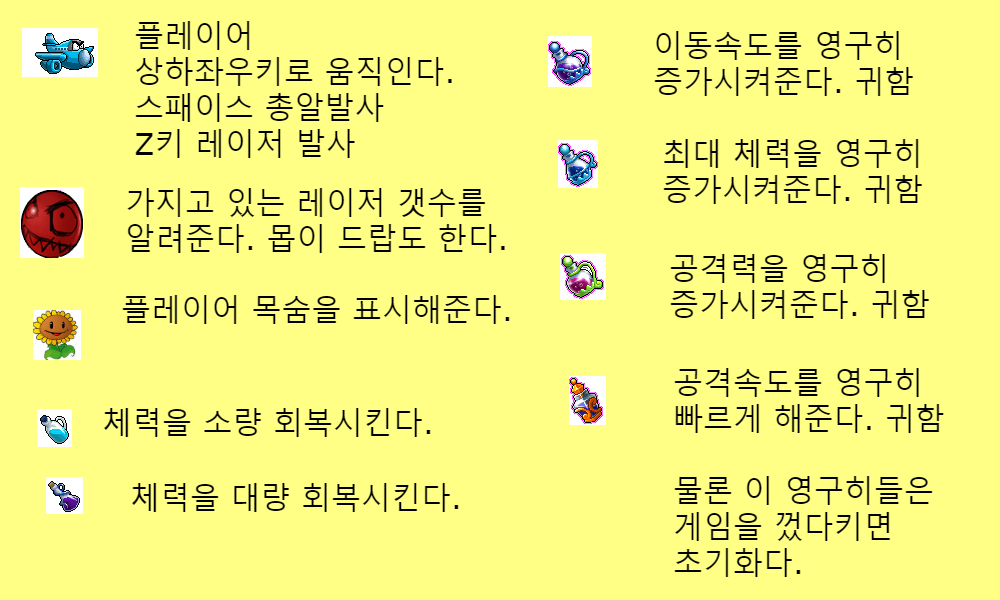 플레이어
상하좌우키로 움직인다.
스패이스 총알발사
Z키 레이저 발사
가지고 있는 레이저 갯수를
알려준다. 몹이 드랍도 한다.
플레이어 목숨을 표시해준다.
체력을 소량 회복시킨다.
체력을 대량 회복시킨다.
이동속도를 영구히
증가시켜준다. 귀함
최대 체력을 영구히
증가시켜준다. 귀함
공격력을 영구히
증가시켜준다. 귀함
공격속도를 영구히
빠르게 해준다. 귀함
물론 이 영구히들은
게임을 껐다키면
초기화다.